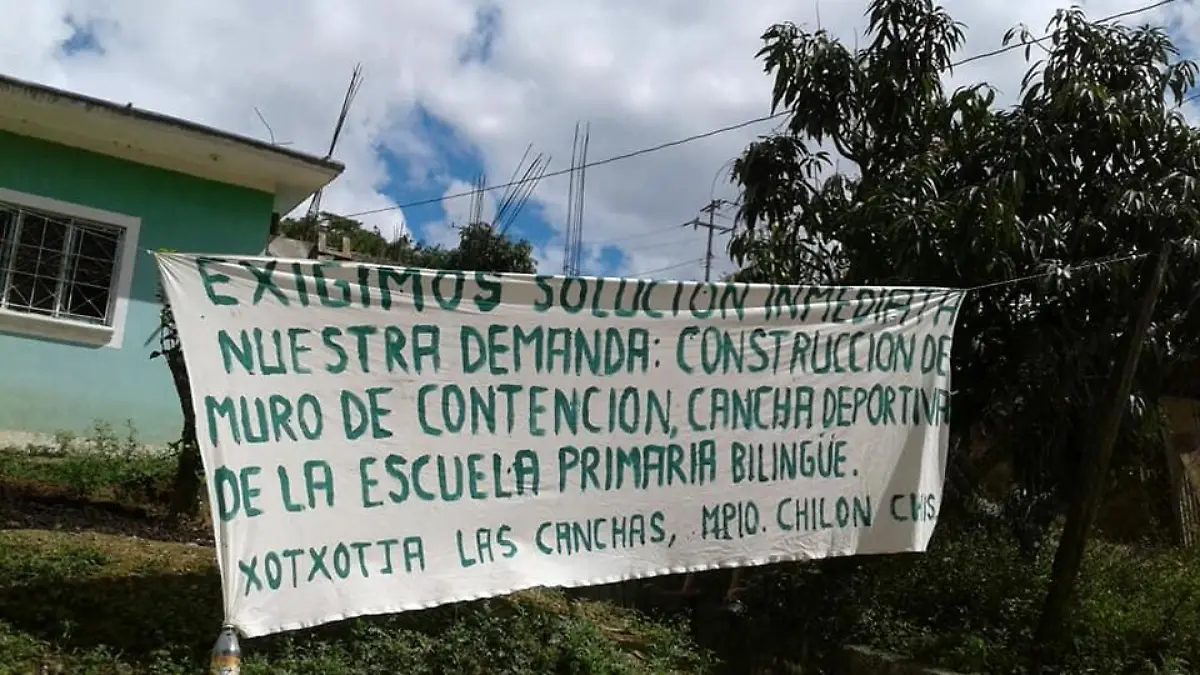 EXIGIMOS SOLUCION INMEDIATA
NUESTRA DEMANDA: CONSTRUCCION DE
MURO DE CONTENCION, CANCHA DEPORTIVA
DE LA ESCUELA PRIMARIA BILINGÜE.
XOTXOTJA LAS CANCHAS, MPIO. CHILON CHIS.